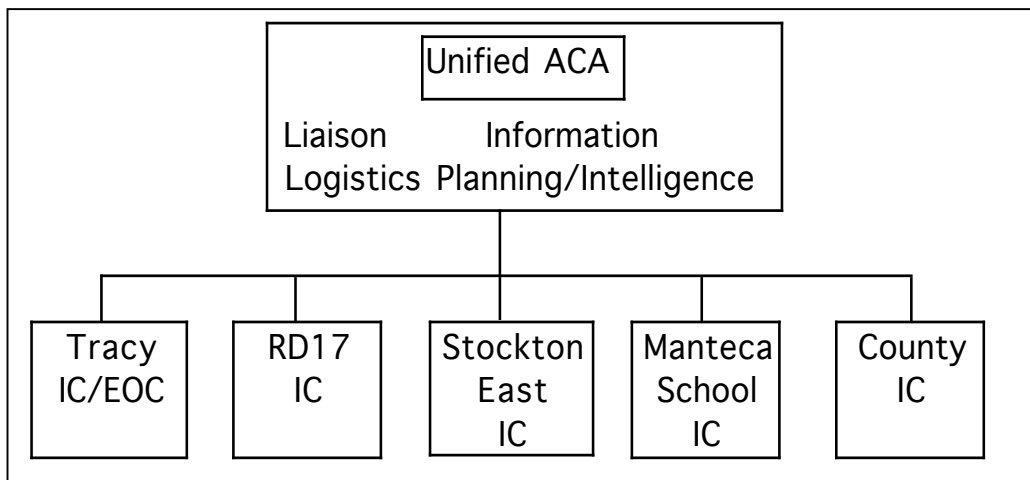 Unified ACA
Liaison Information
Logistics Planning/Intelligence
Tracy
IC/EOC
RD17
IC
Stockton
East
IC
Manteca
School
IC
County
IC